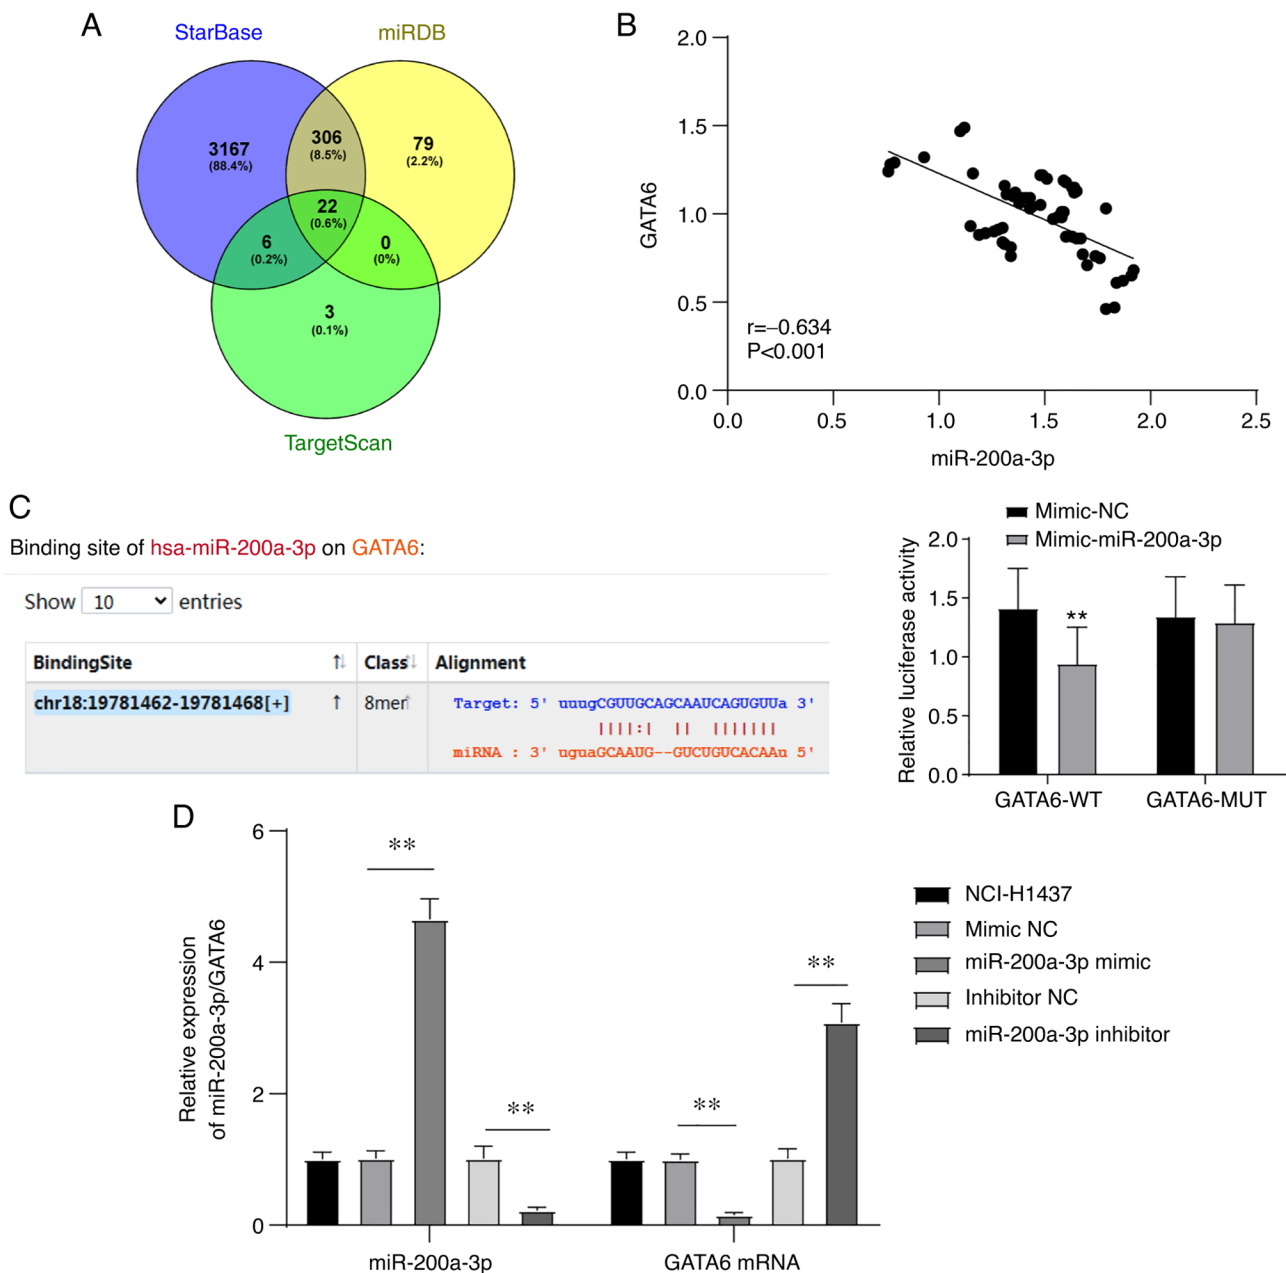 A
StarBase
miRDB
3167
(88.4%)
306
(8.5%)
79
(2.2%)
22
(0.6%)
6
(0.2%)
0
(0%)
3
(0.1%)
TargetScan
B
GATA6
2.0
1.5
1.0
0.5
0.0
r=−0.634
P<0.001
0.0 0.5 1.0 1.5 2.0 2.5
miR-200a-3p
C
Binding site of hsa-miR-200a-3p on GATA6:
Show 10 entries
BindingSite Class Alignment
chr18:19781462-19781468[+] 8mer
Target: 5' uuugCGUUGCAGCAAUCAGUGUUa 3'
||||:| || |||||||
miRNA : 3' uguaGCAAUG--GUCUGUCACAAu 5'
Mimic-NC
Mimic-miR-200a-3p
Relative luciferase activity
2.0
1.5
1.0
0.5
0.0
**
GATA6-WT GATA6-MUT
D
Relative expression
of miR-200a-3p/GATA6
6
4
2
0
**
**
**
**
miR-200a-3p GATA6 mRNA
NCI-H1437
Mimic NC
miR-200a-3p mimic
Inhibitor NC
miR-200a-3p inhibitor